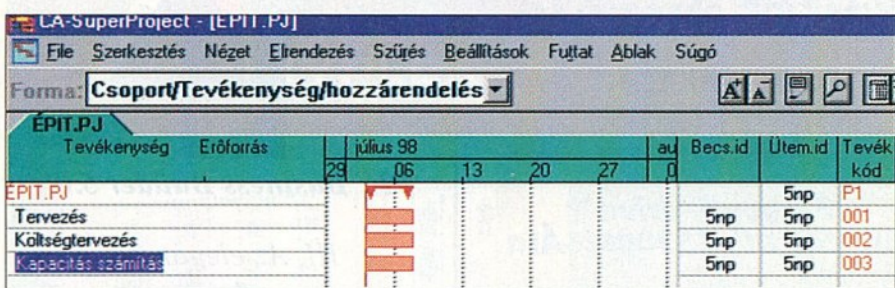 CA-SuperProject - [EPIT.PJ]
File Szerkesztés Nézet Elrendezés Szűrés Beállítások Futtat Ablak Súgó
Forma: Csoport/Tevékenység/hozzárendelés
ÉPIT.PJ
Tevékenység Erőforrás július 98 au Becs.id Ütem.id Tevék
29 06 13 20 27 0 kód
EPIT.PJ 5np P1
Tervezés 5np 5np 001
Költségtervezés 5np 5np 002
Kapacitás számítás 5np 5np 003